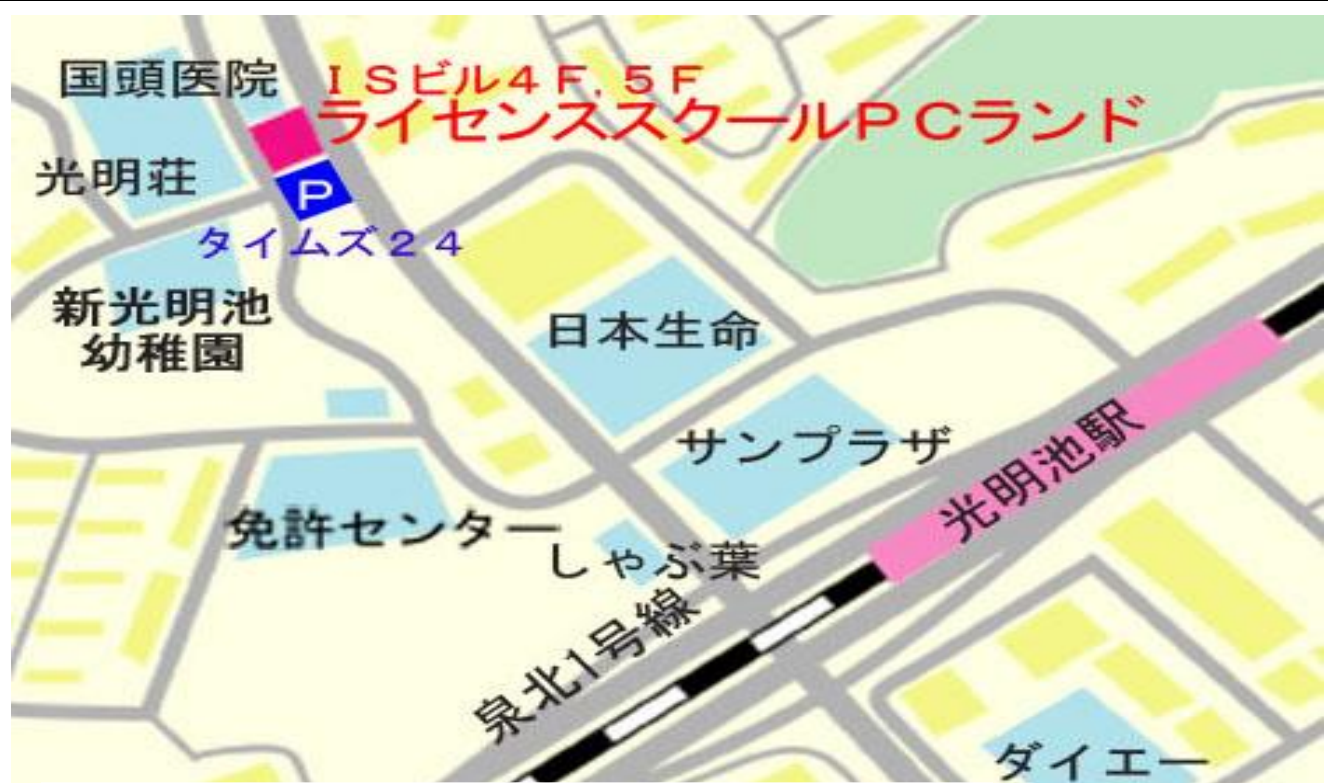 国頭医院
ISビル4F,5F
ライセンススクールPCランド
光明荘
P
タイムズ24
新光明池
幼稚園
日本生命
サンプラザ
光明池駅
免許センター
しゃぶ葉
泉北1号線
ダイエー